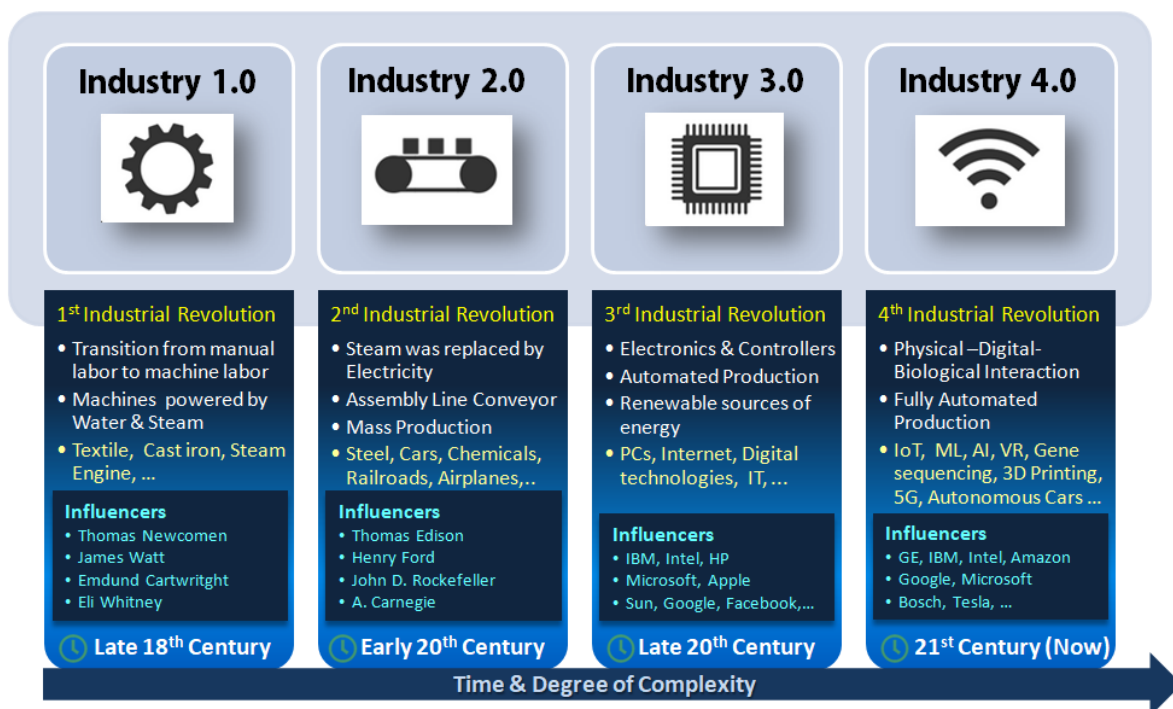 Industry 1.0
Industry 2.0
Industry 3.0
Industry 4.0
1st Industrial Revolution
• Transition from manual
labor to machine labor
• Machines powered by
Water & Steam
• Textile, Cast iron, Steam
Engine, ...
Influencers
• Thomas Newcomen
• James Watt
• Emdund Cartwritght
• Eli Whitney
Late 18th Century
2nd Industrial Revolution
• Steam was replaced by
Electricity
• Assembly Line Conveyor
• Mass Production
• Steel, Cars, Chemicals,
Railroads, Airplanes,..
Influencers
• Thomas Edison
• Henry Ford
• John D. Rockefeller
• A. Carnegie
Early 20th Century
3rd Industrial Revolution
• Electronics & Controllers
• Automated Production
• Renewable sources of
energy
• PCs, Internet, Digital
technologies, IT, ...
Influencers
• IBM, Intel, HP
• Microsoft, Apple
• Sun, Google, Facebook,...
Late 20th Century
4th Industrial Revolution
• Physical –Digital-
Biological Interaction
• Fully Automated
Production
• IoT, ML, AI, VR, Gene
sequencing, 3D Printing,
5G, Autonomous Cars ...
Influencers
• GE, IBM, Intel, Amazon
• Google, Microsoft
• Bosch, Tesla, ...
21st Century (Now)
Time & Degree of Complexity